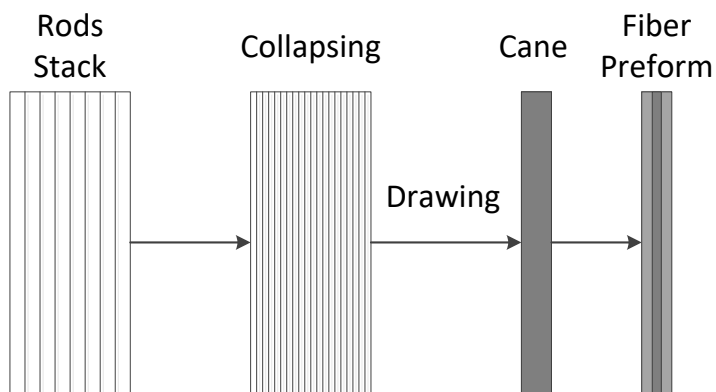 Rods
Stack
Collapsing
Drawing
Cane
Fiber
Preform